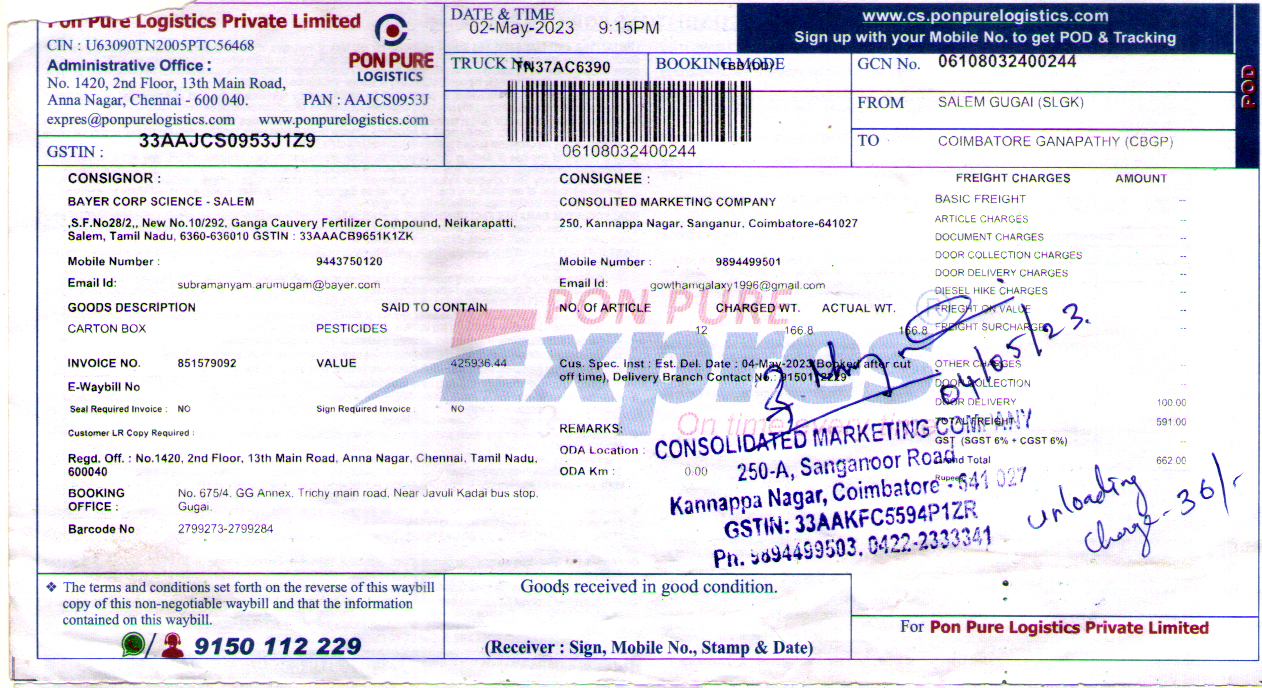 Pon Pure Logistics Private Limited
CIN : U63090TN2005PTC56468
Administrative Office :
No. 1420, 2nd Floor, 13th Main Road,
Anna Nagar, Chennai - 600 040. PAN : AAJCS0953J
expres@ponpurelogistics.com www.ponpurelogistics.com
GSTIN : 33AAJCS0953J1Z9
PON PURE
LOGISTICS
DATE & TIME
02-May-2023 9:15PM
TRUCK No. TN37AC6390
BOOKING MODE TBB (DD)
06108032400244
www.cs.ponpurelogistics.com
Sign up with your Mobile No. to get POD & Tracking
GCN No. 06108032400244
FROM SALEM GUGAI (SLGK)
TO COIMBATORE GANAPATHY (CBGP)
POD
CONSIGNOR :
BAYER CORP SCIENCE - SALEM
,S.F.No28/2,, New No.10/292, Ganga Cauvery Fertilizer Compound, Neikarapatti,
Salem, Tamil Nadu, 6360-636010 GSTIN : 33AAACB9651K1ZK
Mobile Number : 9443750120
Email Id: subramanyam.arumugam@bayer.com
GOODS DESCRIPTION SAID TO CONTAIN
CARTON BOX PESTICIDES
INVOICE NO. 851579092 VALUE 425936.44
E-Waybill No
Seal Required Invoice : NO Sign Required Invoice : NO
Customer LR Copy Required :
Regd. Off. : No.1420, 2nd Floor, 13th Main Road, Anna Nagar, Chennai, Tamil Nadu,
600040
BOOKING No. 675/4, GG Annex, Trichy main road, Near Javuli Kadai bus stop,
OFFICE : Gugai.
Barcode No 2799273-2799284
CONSIGNEE :
CONSOLITED MARKETING COMPANY
250, Kannappa Nagar, Sanganur, Coimbatore-641027
Mobile Number : 9894499501
Email Id: gowthamgalaxy1996@gmail.com
NO. Of ARTICLE CHARGED WT. ACTUAL WT.
12 166.8 166.8
Cus. Spec. Inst : Est. Del. Date : 04-May-2023(Booked after cut
off time), Delivery Branch Contact No.: 9150112229
REMARKS:
ODA Location :
ODA Km : 0.00
PON PURE
Express
On time
FREIGHT CHARGES AMOUNT
BASIC FREIGHT --
ARTICLE CHARGES --
DOCUMENT CHARGES --
DOOR COLLECTION CHARGES --
DOOR DELIVERY CHARGES --
DIESEL HIKE CHARGES --
FRIEGHT ON VALUE --
FREIGHT SURCHARGE --
OTHER CHARGES --
DOOR COLLECTION --
DOOR DELIVERY 100.00
TOTAL FREIGHT 591.00
GST (SGST 6% + CGST 6%) --
Grand Total 662.00
04/05/23.
CONSOLIDATED MARKETING COMPANY
250-A, Sanganoor Road,
Kannappa Nagar, Coimbatore - 641 027
GSTIN: 33AAKFC5594P1ZR
Ph. 9894499503, 0422-2333341
unloading
charge - 36/-
❖ The terms and conditions set forth on the reverse of this waybill
copy of this non-negotiable waybill and that the information
contained on this waybill.
/ 9150 112 229
Goods received in good condition.
(Receiver : Sign, Mobile No., Stamp & Date)
For Pon Pure Logistics Private Limited